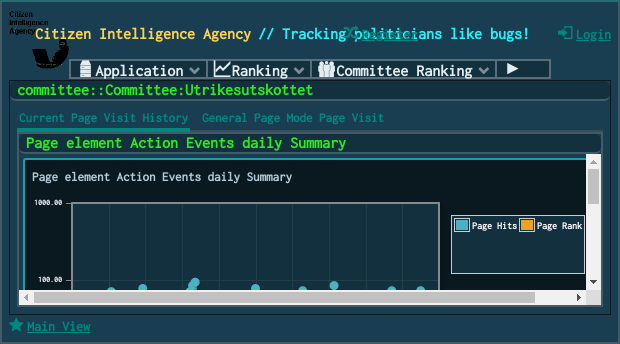 Citizen
Intelligence
Agency
Citizen Intelligence Agency // Tracking politicians like bugs!
Register
Login
Application
Ranking
Committee Ranking
committee::Committee:Utrikesutskottet
Current Page Visit History
General Page Mode Page Visit
Page element Action Events daily Summary
Page element Action Events daily Summary
1000.00
100.00
Page Hits
Page Rank
Main View